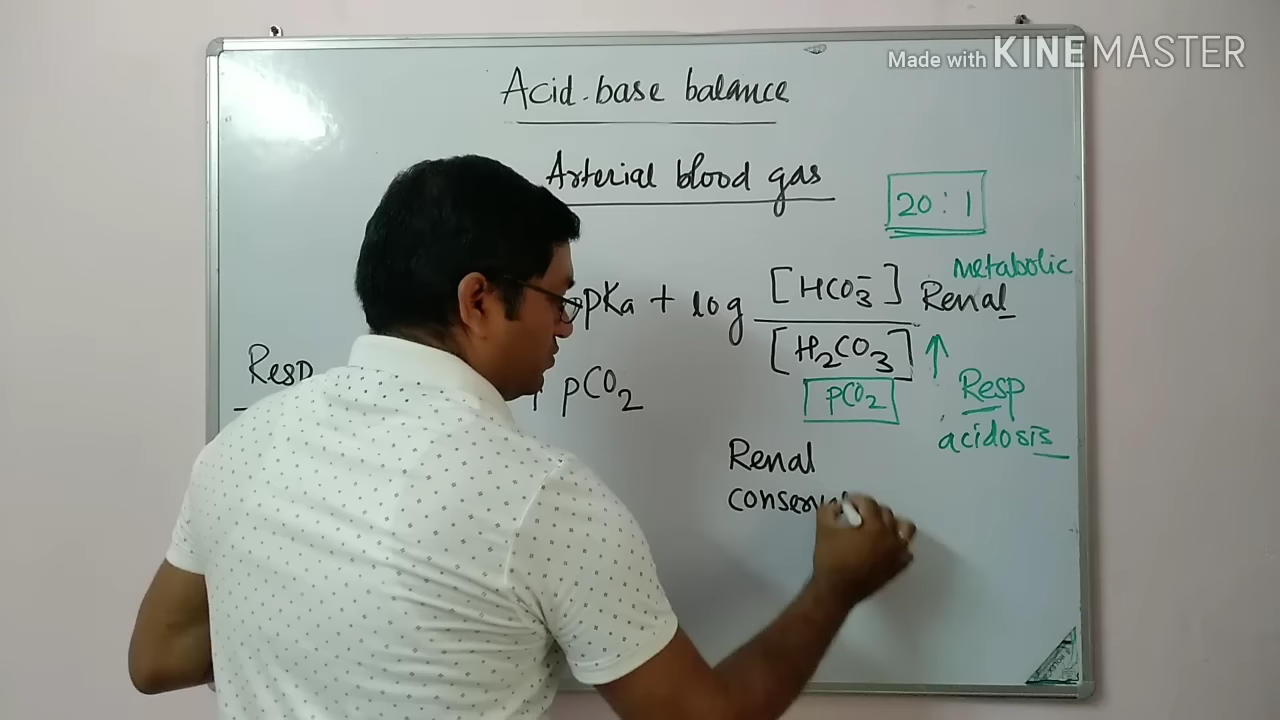 Made with KINEMASTER
Acid-base balance
Arterial blood gas
20 : 1
metabolic
pKa + log [HCO3⁻] Renal
[H2CO3] ↑
Resp
pCO2
↑ pCO2
Resp
acidosis
Renal